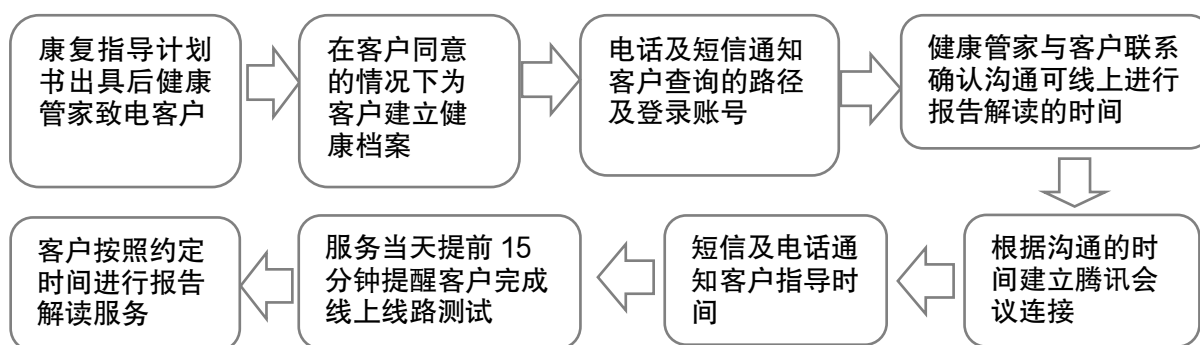 康复指导计划
书出具后健康
管家致电客户
在客户同意
的情况下为
客户建立健
康档案
电话及短信通知
客户查询的路径
及登录账号
健康管家与客户联系
确认沟通可线上进行
报告解读的时间
根据沟通的时
间建立腾讯会
议连接
短信及电话通
知客户指导时
间
服务当天提前 15
分钟提醒客户完成
线上线路测试
客户按照约定
时间进行报告
解读服务